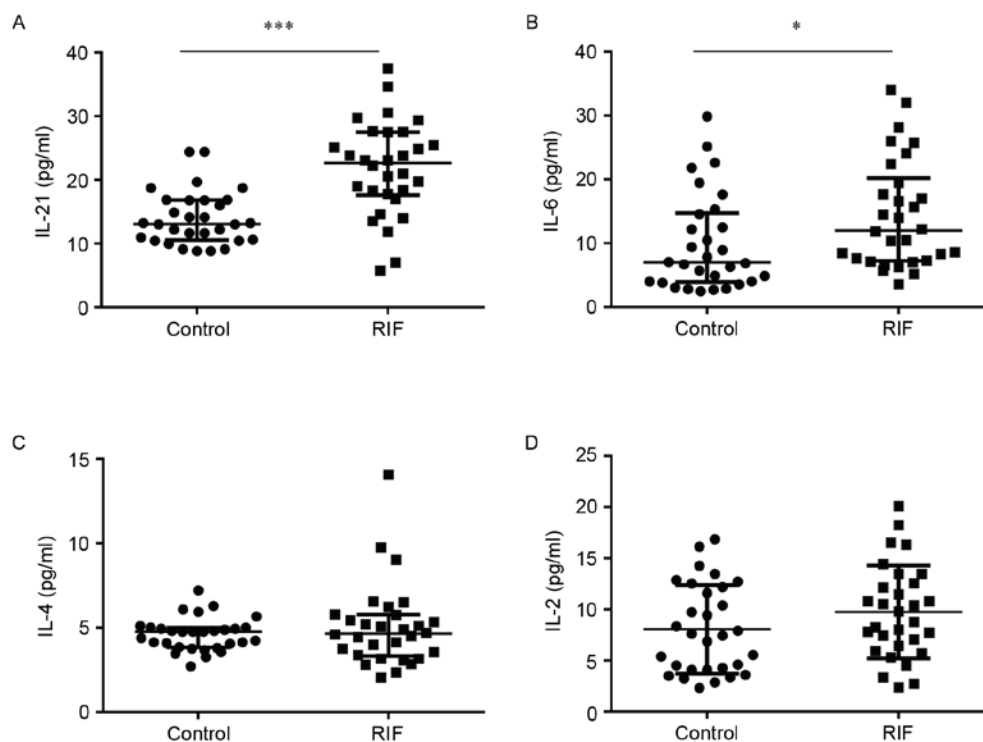 A
***
IL-21 (pg/ml)
40
30
20
10
0
Control
RIF
B
*
IL-6 (pg/ml)
40
30
20
10
0
Control
RIF
C
IL-4 (pg/ml)
15
10
5
0
Control
RIF
D
IL-2 (pg/ml)
25
20
15
10
5
0
Control
RIF